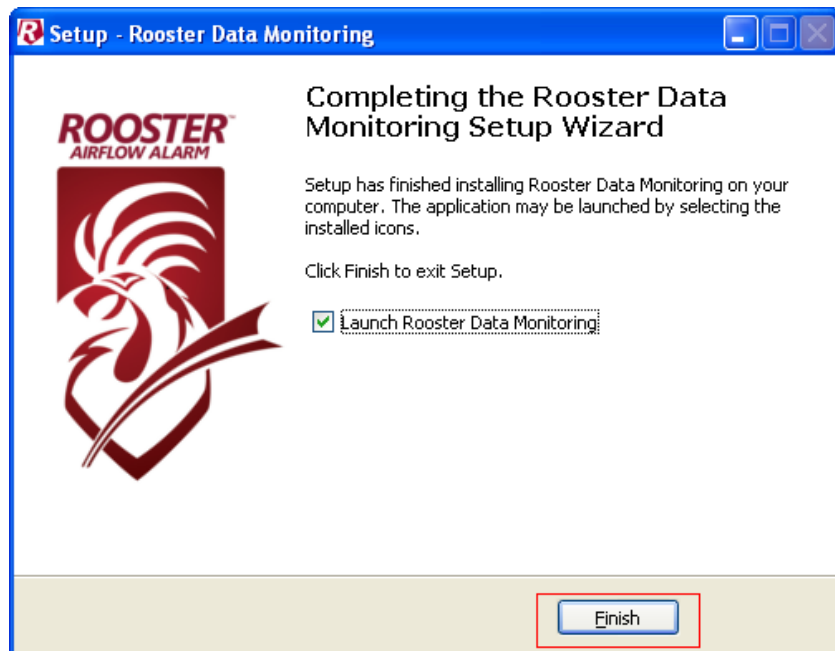 Setup - Rooster Data Monitoring
ROOSTER™
AIRFLOW ALARM
Completing the Rooster Data
Monitoring Setup Wizard
Setup has finished installing Rooster Data Monitoring on your
computer. The application may be launched by selecting the
installed icons.
Click Finish to exit Setup.
Launch Rooster Data Monitoring
Finish